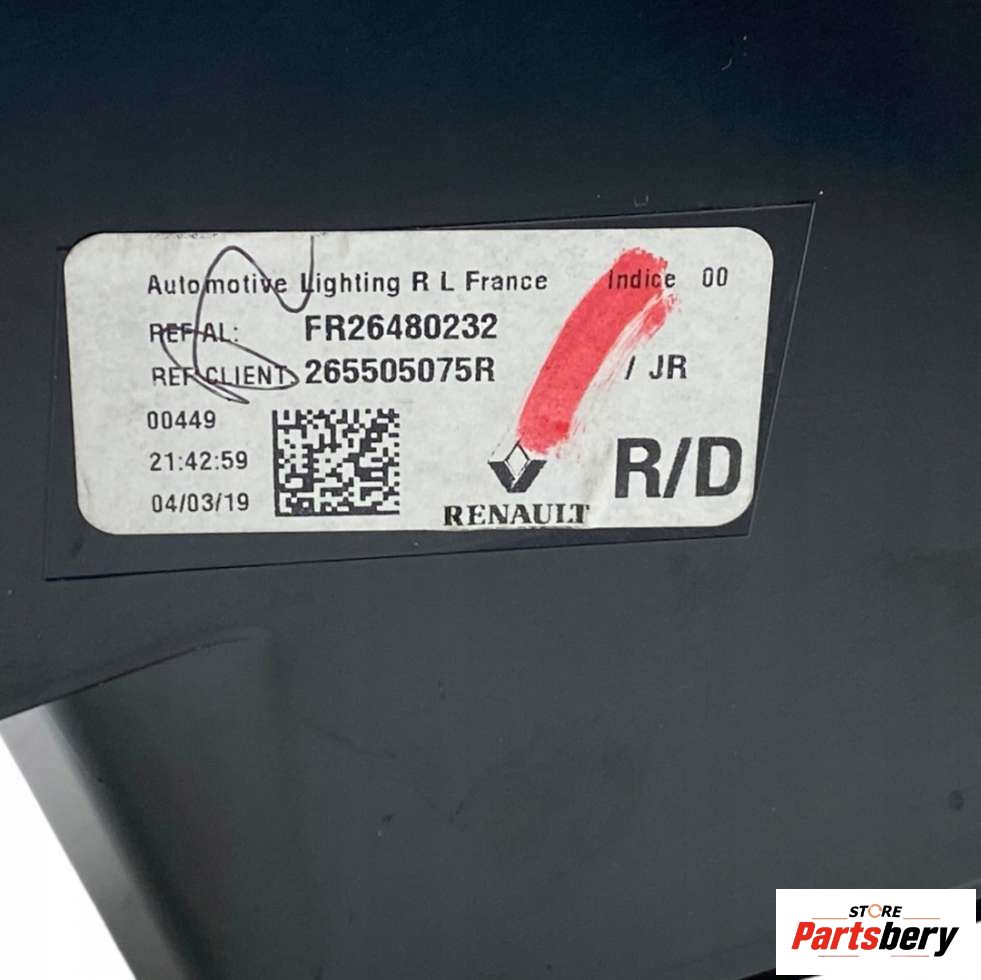 Automotive Lighting R L France Indice 00
REF AL: FR26480232
REF CLIENT 265505075R / JR
00449
21:42:59
04/03/19
RENAULT
R/D
STORE
Partsbery